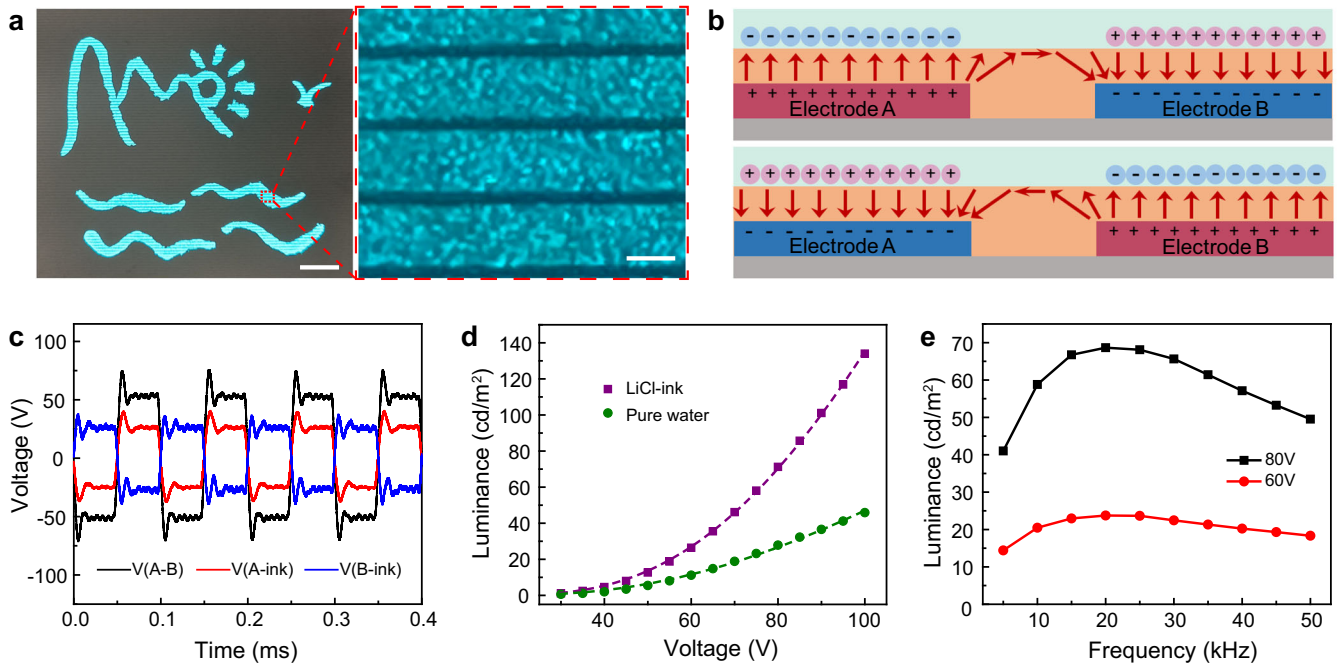 a
b
- - - - - - - - - -
+ + + + + + + + + +
+ + + + + + + + + +
Electrode A
- - - - - - - - - -
Electrode B
+ + + + + + + + + +
- - - - - - - - - -
- - - - - - - - - -
Electrode A
+ + + + + + + + + +
Electrode B
c
100
50
0
-50
-100
Voltage (V)
V(A-B) V(A-ink) V(B-ink)
0.0 0.1 0.2 0.3 0.4
Time (ms)
d
140
120
100
80
60
40
20
0
Luminance (cd/m²)
LiCl-ink
Pure water
40 60 80 100
Voltage (V)
e
70
60
50
40
30
20
10
0
Luminance (cd/m²)
80V
60V
0 10 20 30 40 50
Frequency (kHz)